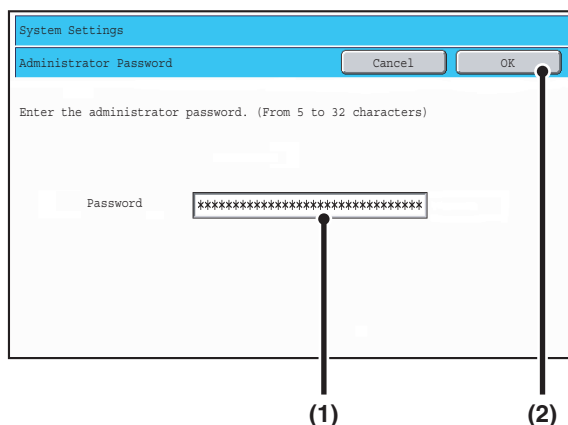 System Settings
Administrator Password Cancel OK
Enter the administrator password. (From 5 to 32 characters)
Password ********************************
(1) (2)